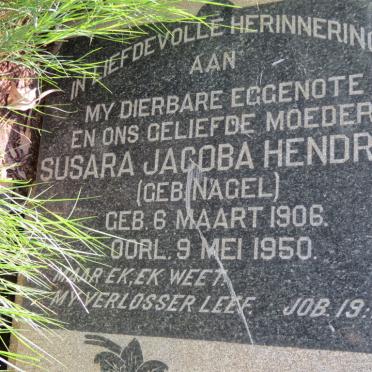 IN LIEFDEVOLLE HERINNERING
AAN
MY DIERBARE EGGENOTE
EN ONS GELIEFDE MOEDER
SUSARA JACOBA HENDR
(GEB. NAGEL)
GEB. 6 MAART 1906.
OORL. 9 MEI 1950.
MAAR EK, EK WEET:
MY VERLOSSER LEEF. JOB. 19: